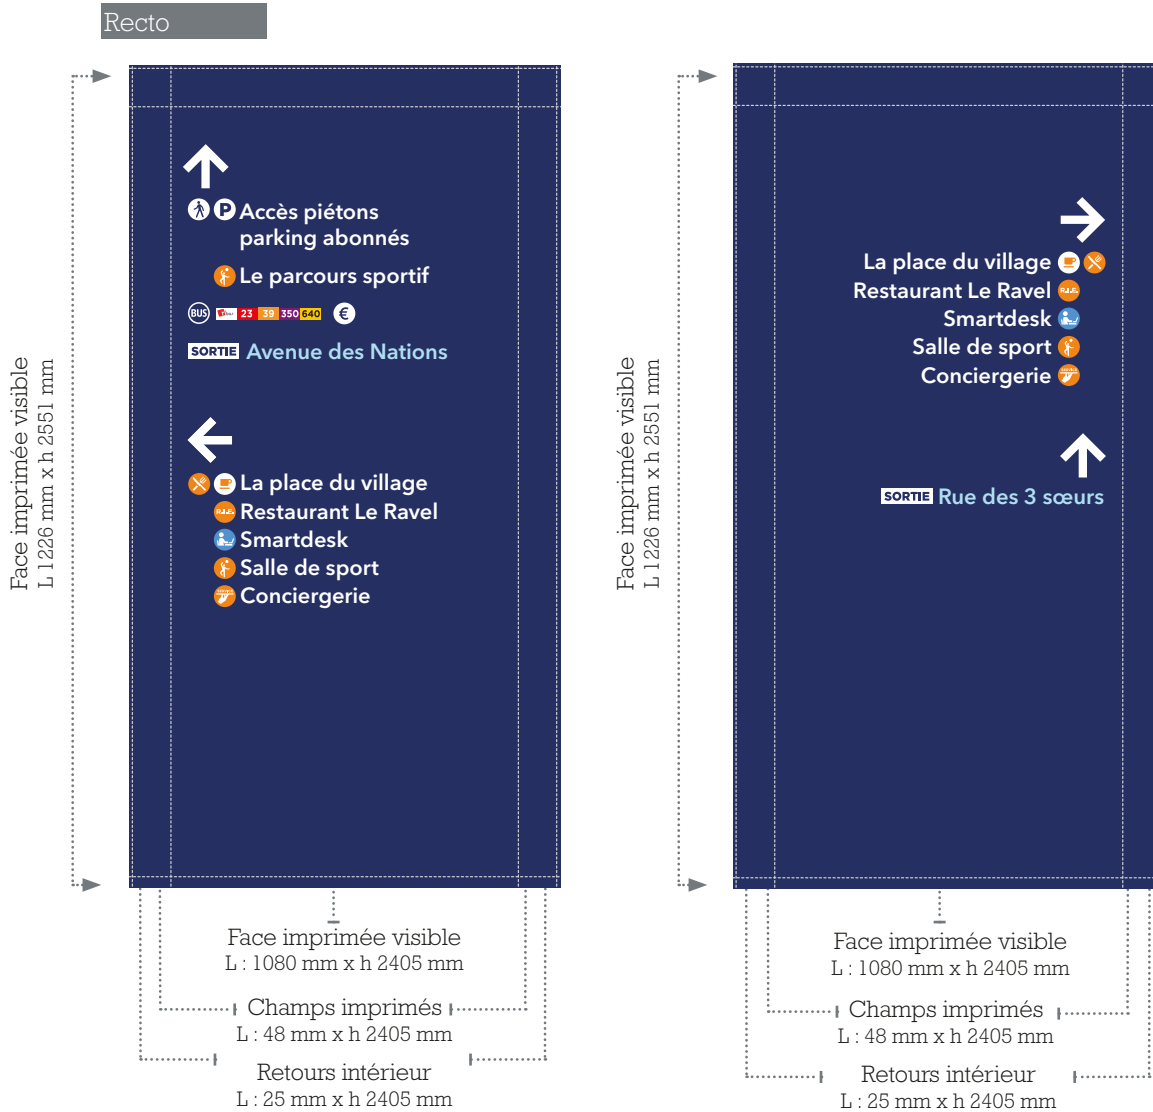 Recto
Face imprimée visible
L 1226 mm x h 2551 mm
P Accès piétons
parking abonnés
Le parcours sportif
BUS 23 39 350 640 €
SORTIE Avenue des Nations
La place du village
R.I.E. Restaurant Le Ravel
Smartdesk
Salle de sport
Conciergerie
Face imprimée visible
L : 1080 mm x h 2405 mm
Champs imprimés
L : 48 mm x h 2405 mm
Retours intérieur
L : 25 mm x h 2405 mm
Face imprimée visible
L 1226 mm x h 2551 mm
La place du village
Restaurant Le Ravel R.I.E.
Smartdesk
Salle de sport
Conciergerie
SORTIE Rue des 3 sœurs
Face imprimée visible
L : 1080 mm x h 2405 mm
Champs imprimés
L : 48 mm x h 2405 mm
Retours intérieur
L : 25 mm x h 2405 mm